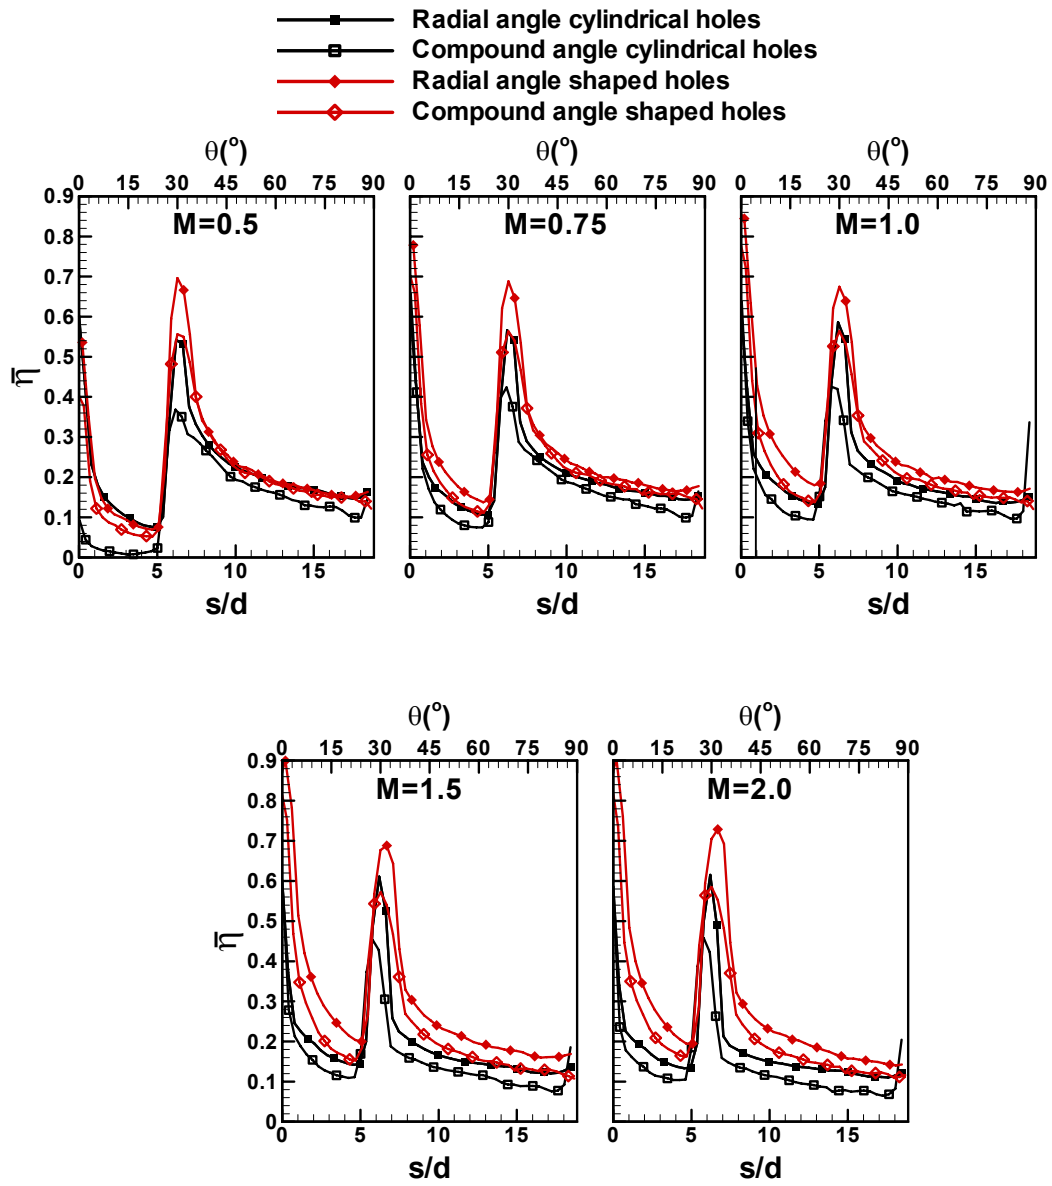 Radial angle cylindrical holes
Compound angle cylindrical holes
Radial angle shaped holes
Compound angle shaped holes
θ(°) θ(°) θ(°)
0 15 30 45 60 75 90 0 15 30 45 60 75 90 0 15 30 45 60 75 90
0.9
M=0.5 M=0.75 M=1.0
0.8
0.7
0.6
0.5
η̅
0.4
0.3
0.2
0.1
0
0 5 10 15 0 5 10 15 0 5 10 15
s/d s/d s/d
θ(°) θ(°)
0 15 30 45 60 75 90 0 15 30 45 60 75 90
0.9
M=1.5 M=2.0
0.8
0.7
0.6
0.5
η̅
0.4
0.3
0.2
0.1
0
0 5 10 15 0 5 10 15
s/d s/d